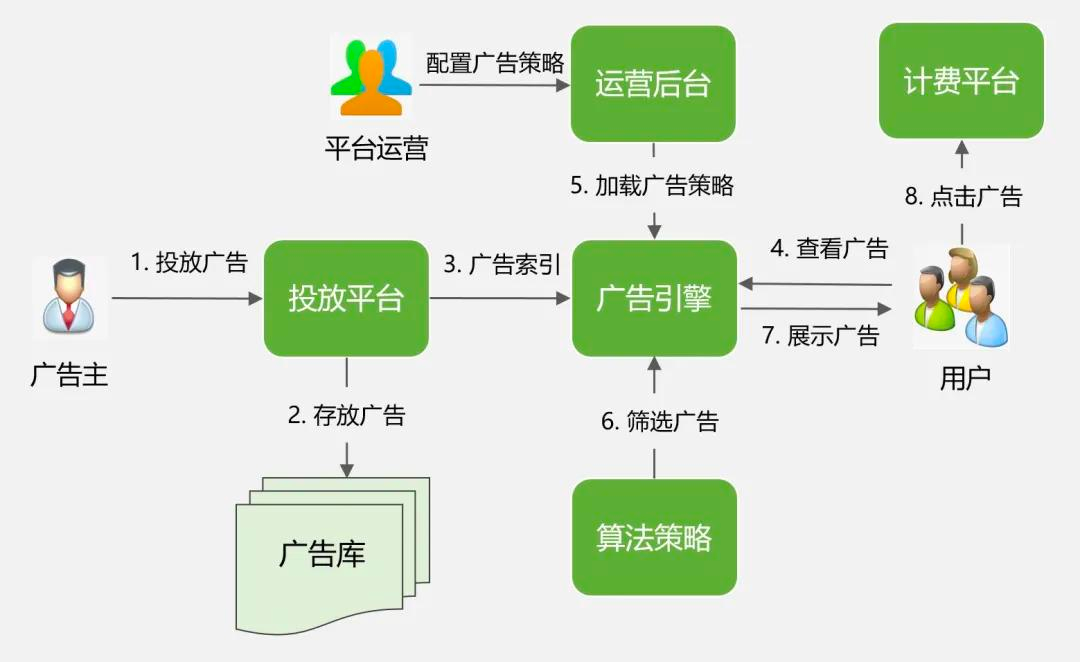 配置广告策略
运营后台
计费平台
平台运营
5. 加载广告策略
8. 点击广告
1. 投放广告
投放平台
3. 广告索引
广告引擎
4. 查看广告
7. 展示广告
广告主
用户
2. 存放广告
6. 筛选广告
广告库
算法策略